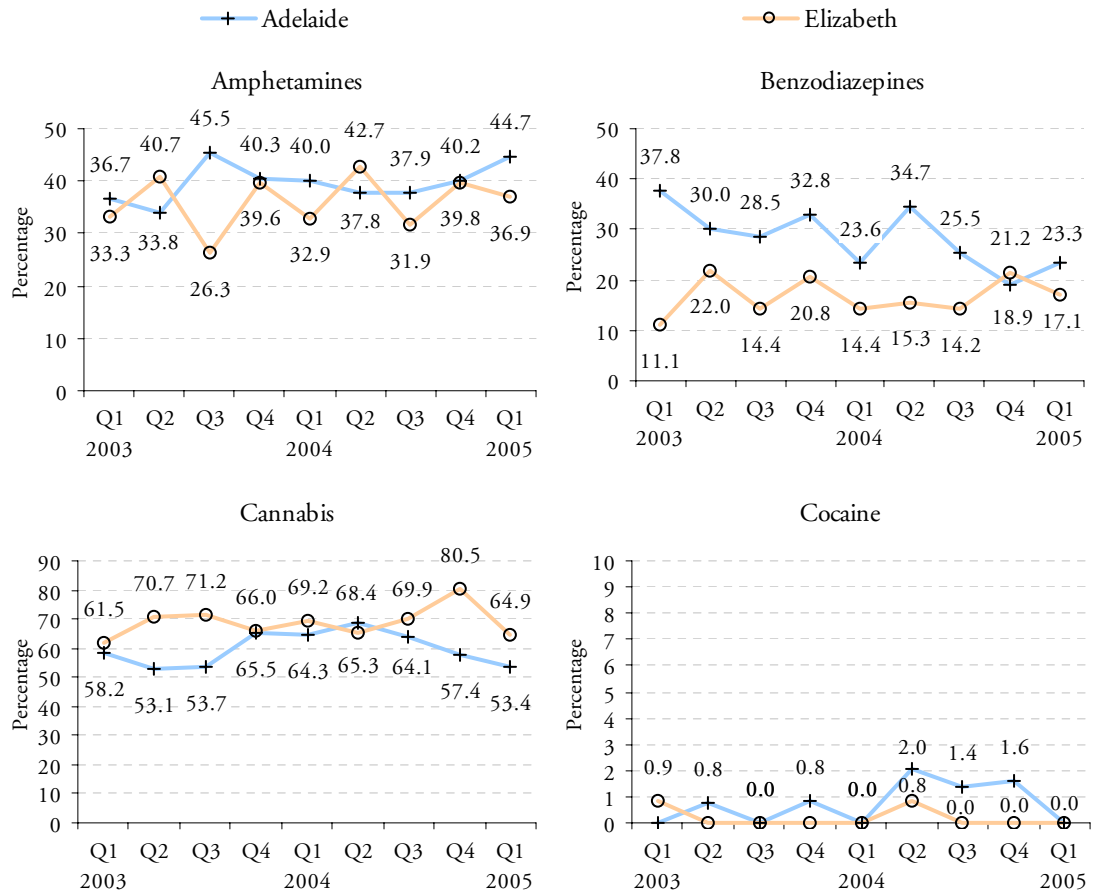 Adelaide Elizabeth
Amphetamines
50
40
30
20
10
0
Percentage
36.7 40.7 45.5 40.3 40.0 42.7 37.9 40.2 44.7
33.3 33.8 26.3 39.6 32.9 37.8 31.9 39.8 36.9
Q1 Q2 Q3 Q4 Q1 Q2 Q3 Q4 Q1
2003 2004 2005
Benzodiazepines
50
40
30
20
10
0
Percentage
37.8 30.0 28.5 32.8 23.6 34.7 25.5 21.2 23.3
11.1 22.0 14.4 20.8 14.4 15.3 14.2 18.9 17.1
Q1 Q2 Q3 Q4 Q1 Q2 Q3 Q4 Q1
2003 2004 2005
Cannabis
90
80
70
60
50
40
30
20
10
0
Percentage
61.5 70.7 71.2 66.0 69.2 68.4 69.9 80.5 64.9
58.2 53.1 53.7 65.5 64.3 65.3 64.1 57.4 53.4
Q1 Q2 Q3 Q4 Q1 Q2 Q3 Q4 Q1
2003 2004 2005
Cocaine
10
9
8
7
6
5
4
3
2
1
0
Percentage
0.9 0.8 0.0 0.8 0.0 2.0 1.4 1.6 0.0
0.8 0.0 0.0
Q1 Q2 Q3 Q4 Q1 Q2 Q3 Q4 Q1
2003 2004 2005